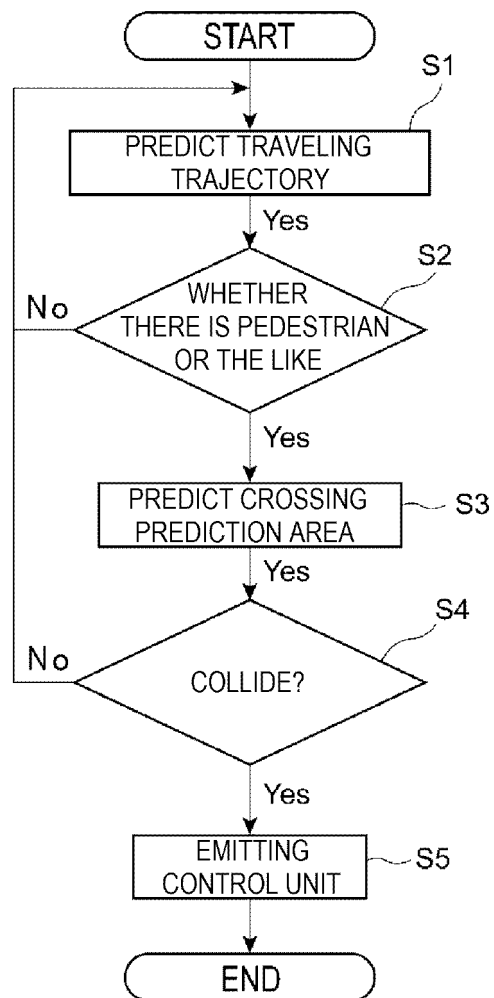 START
S1
PREDICT TRAVELING
TRAJECTORY
Yes
S2
No
WHETHER
THERE IS PEDESTRIAN
OR THE LIKE
Yes
PREDICT CROSSING
PREDICTION AREA
S3
Yes
S4
No
COLLIDE?
Yes
EMITTING
CONTROL UNIT
S5
END